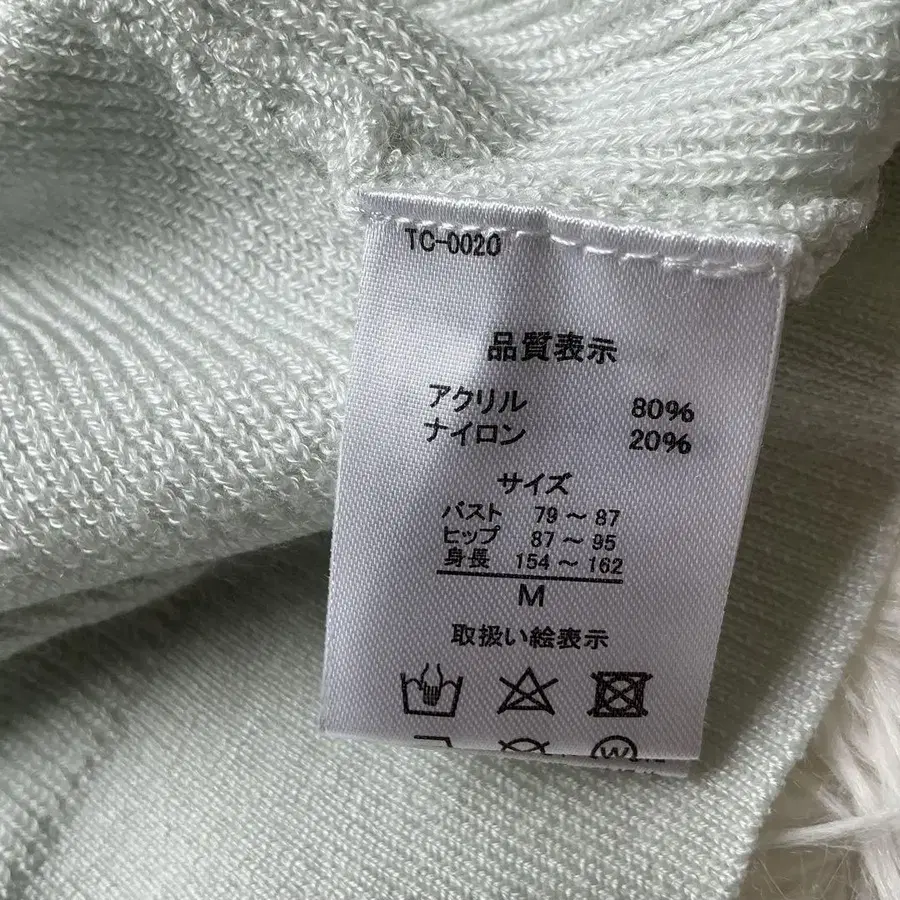 TC-0020
品質表示
アクリル 80%
ナイロン 20%
サイズ
バスト 79～87
ヒップ 87～95
身長 154～162
M
取扱い絵表示
W